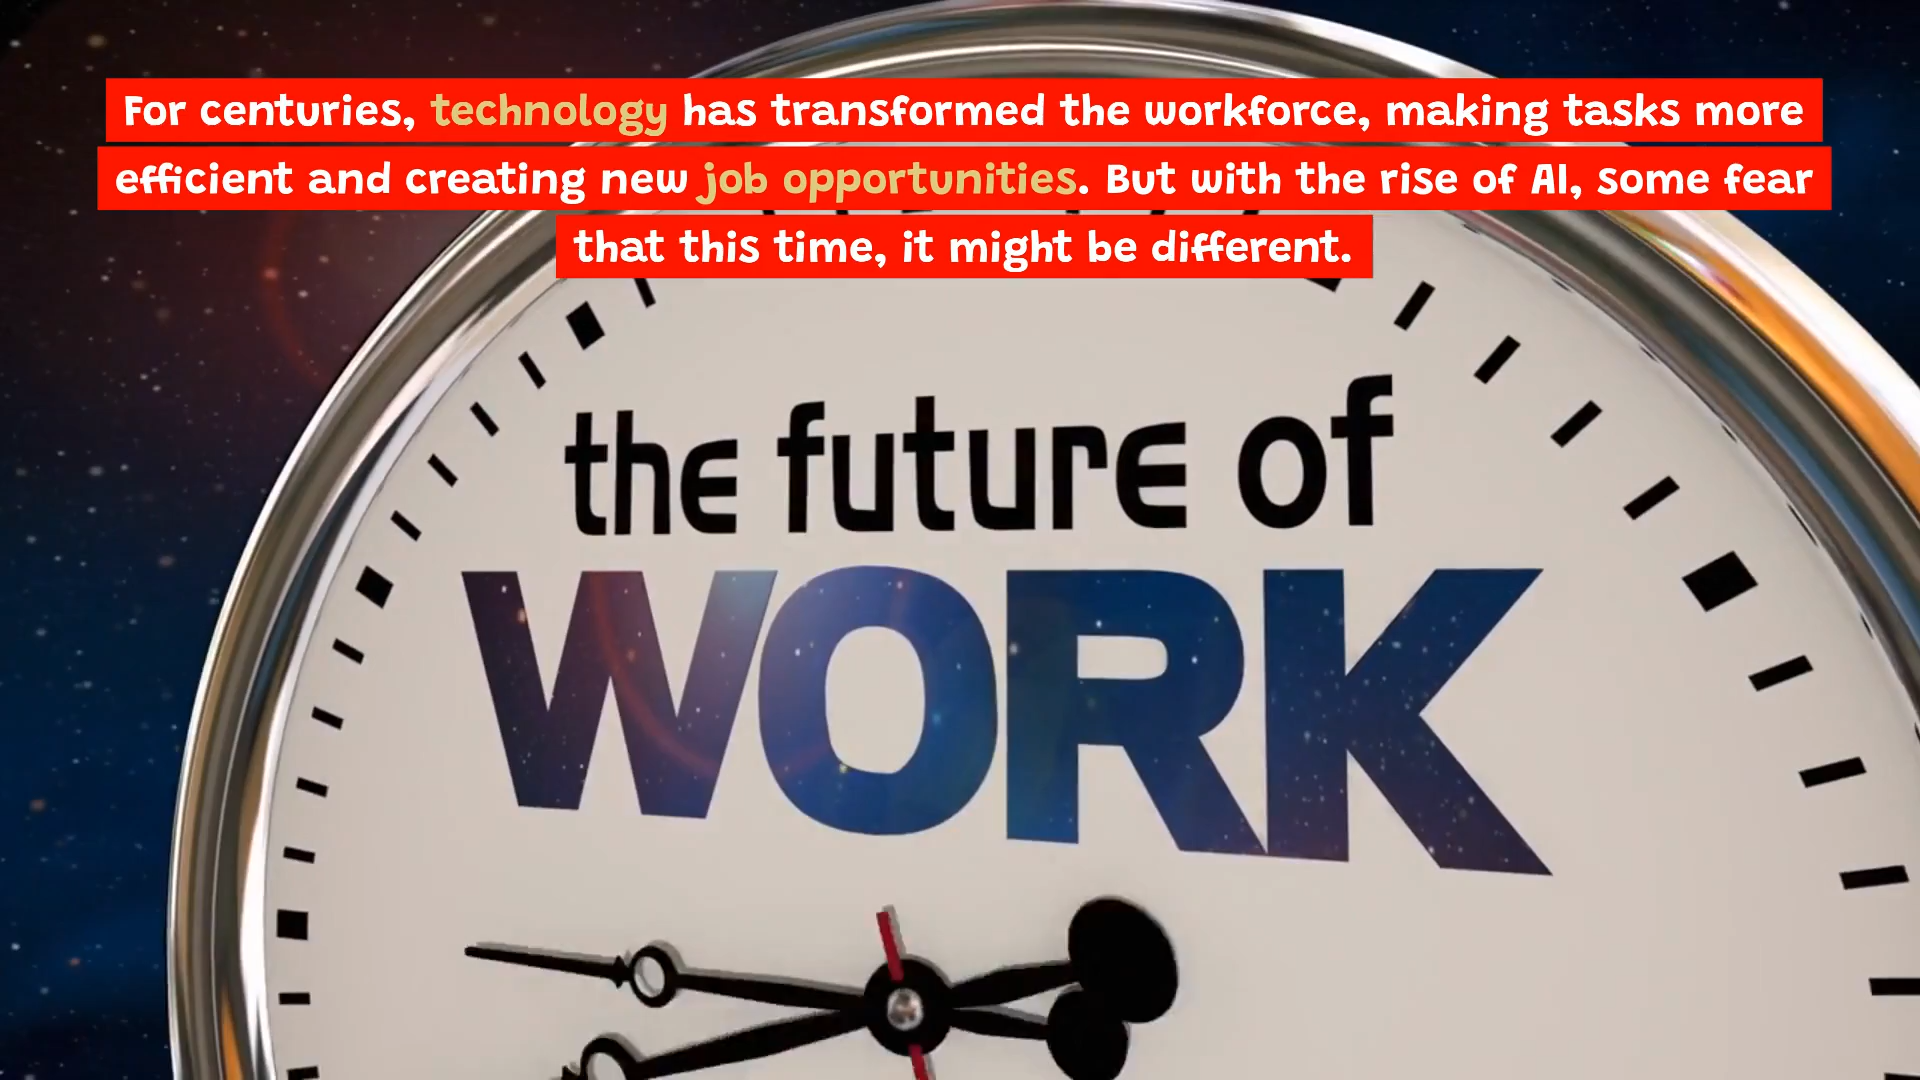 For centuries, technology has transformed the workforce, making tasks more
efficient and creating new job opportunities. But with the rise of AI, some fear
that this time, it might be different.
the future of
WORK